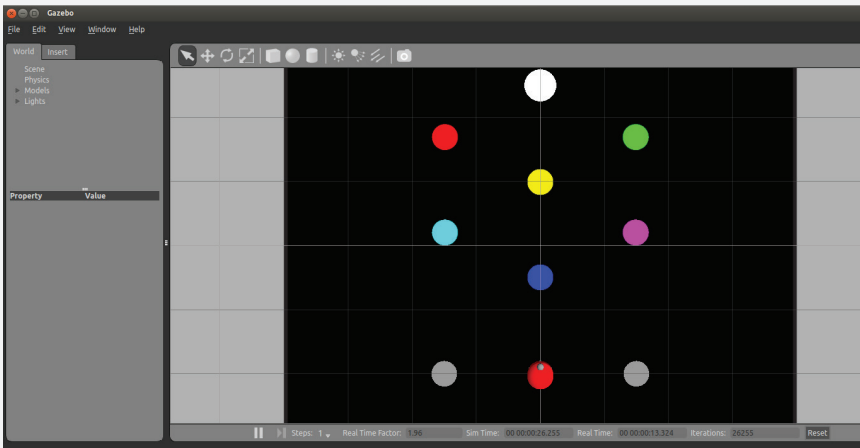 Gazebo
File Edit View Window Help
World Insert
Scene
Physics
Models
Lights
Property Value
Steps: 1 Real Time Factor: 1.96 Sim Time: 00 00:00:26.255 Real Time: 00 00:00:13.324 Iterations: 26255 Reset